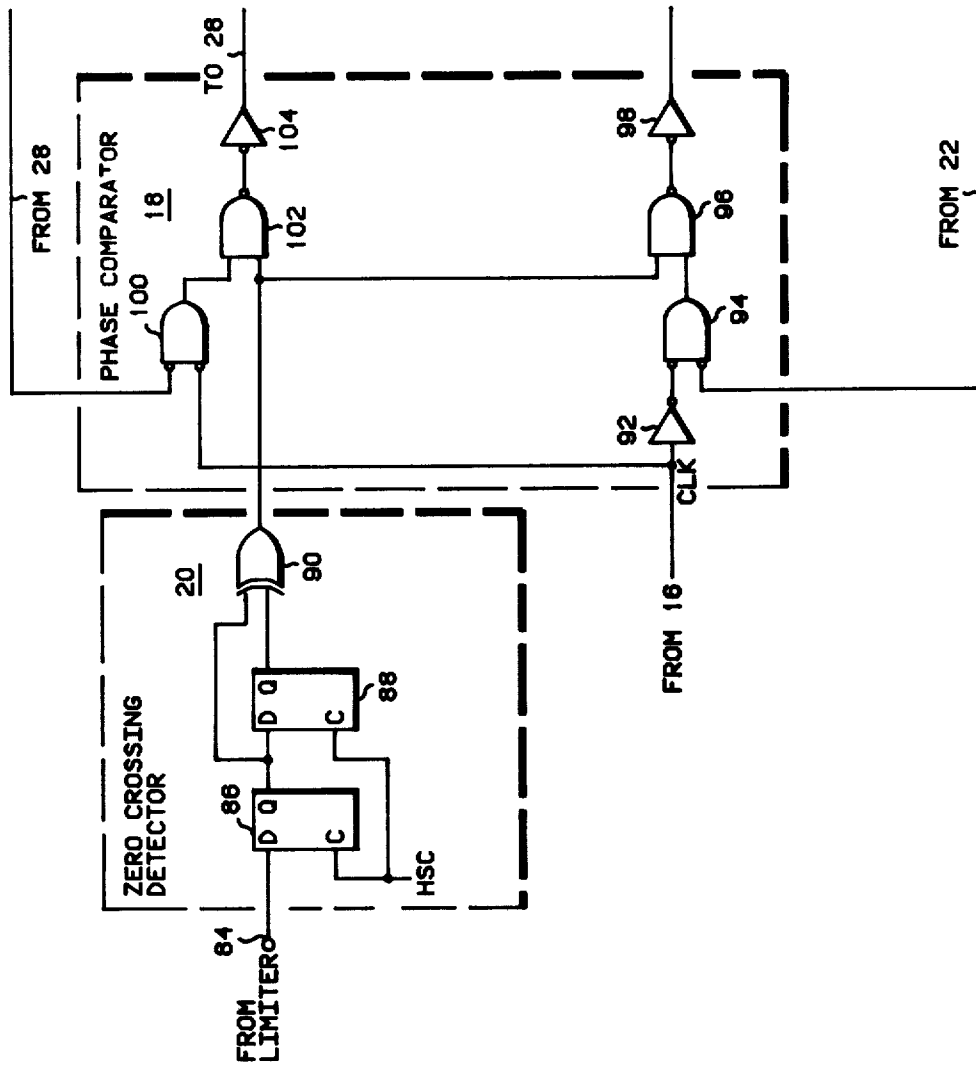 FROM 28
PHASE COMPARATOR
18
TO 28
100
102
104
ZERO CROSSING
DETECTOR
20
90
86
D Q
C
88
D Q
C
HSC
84
FROM
LIMITER
92
CLK
94
96
98
FROM 16
FROM 22